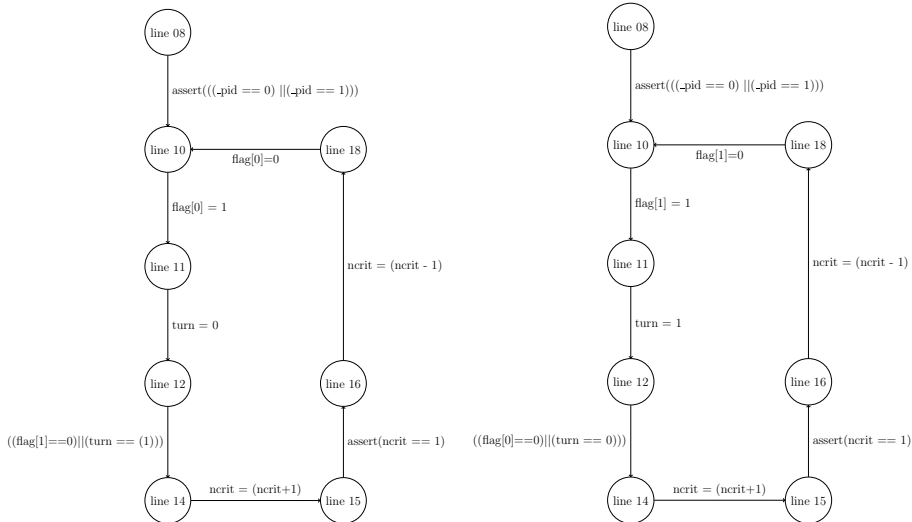 line 08
assert(((_pid == 0) ||(_pid == 1)))
line 10
line 18
flag[0]=0
flag[0] = 1
line 11
ncrit = (ncrit - 1)
turn = 0
line 12
line 16
((flag[1]==0)||(turn == (1)))
assert(ncrit == 1)
line 14
ncrit = (ncrit+1)
line 15
line 08
assert(((_pid == 0) ||(_pid == 1)))
line 10
line 18
flag[1]=0
flag[1] = 1
line 11
ncrit = (ncrit - 1)
turn = 1
line 12
line 16
((flag[0]==0)||(turn == 0)))
assert(ncrit == 1)
line 14
ncrit = (ncrit+1)
line 15